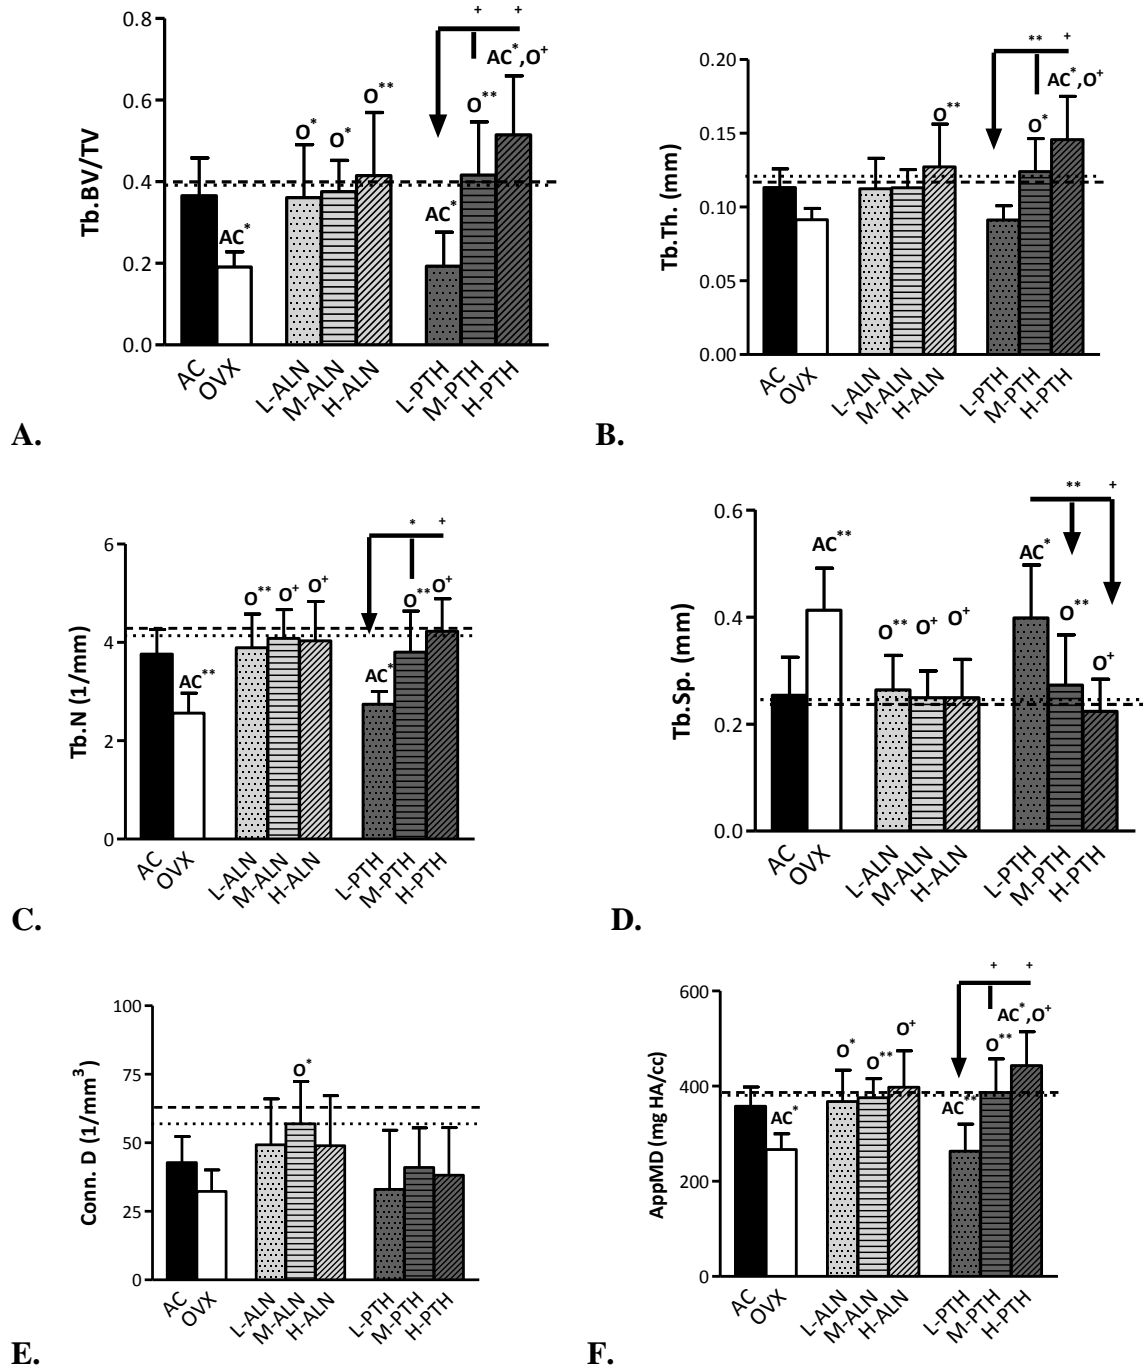 Tb.BV/TV
0.8
0.6
0.4
0.2
0.0
AC*
O*
O*
O**
AC*
O**
AC*,O+
+ +
AC
OVX
L-ALN
M-ALN
H-ALN
L-PTH
M-PTH
H-PTH
A.
Tb.Th. (mm)
0.20
0.15
0.10
0.05
0.00
O**
O*
AC*,O+
** +
AC
OVX
L-ALN
M-ALN
H-ALN
L-PTH
M-PTH
H-PTH
B.
Tb.N (1/mm)
6
4
2
0
AC**
O**
O+
O+
AC*
O**
O+
* +
AC
OVX
L-ALN
M-ALN
H-ALN
L-PTH
M-PTH
H-PTH
C.
Tb.Sp. (mm)
0.6
0.4
0.2
0.0
AC**
O**
O+
O+
AC*
O**
O+
** +
AC
OVX
L-ALN
M-ALN
H-ALN
L-PTH
M-PTH
H-PTH
D.
Conn. D (1/mm³)
100
75
50
25
0
O*
AC
OVX
L-ALN
M-ALN
H-ALN
L-PTH
M-PTH
H-PTH
E.
AppMD (mg HA/cc)
600
400
200
0
AC*
O*
O**
O+
AC**
O**
AC*,O+
+ +
AC
OVX
L-ALN
M-ALN
H-ALN
L-PTH
M-PTH
H-PTH
F.